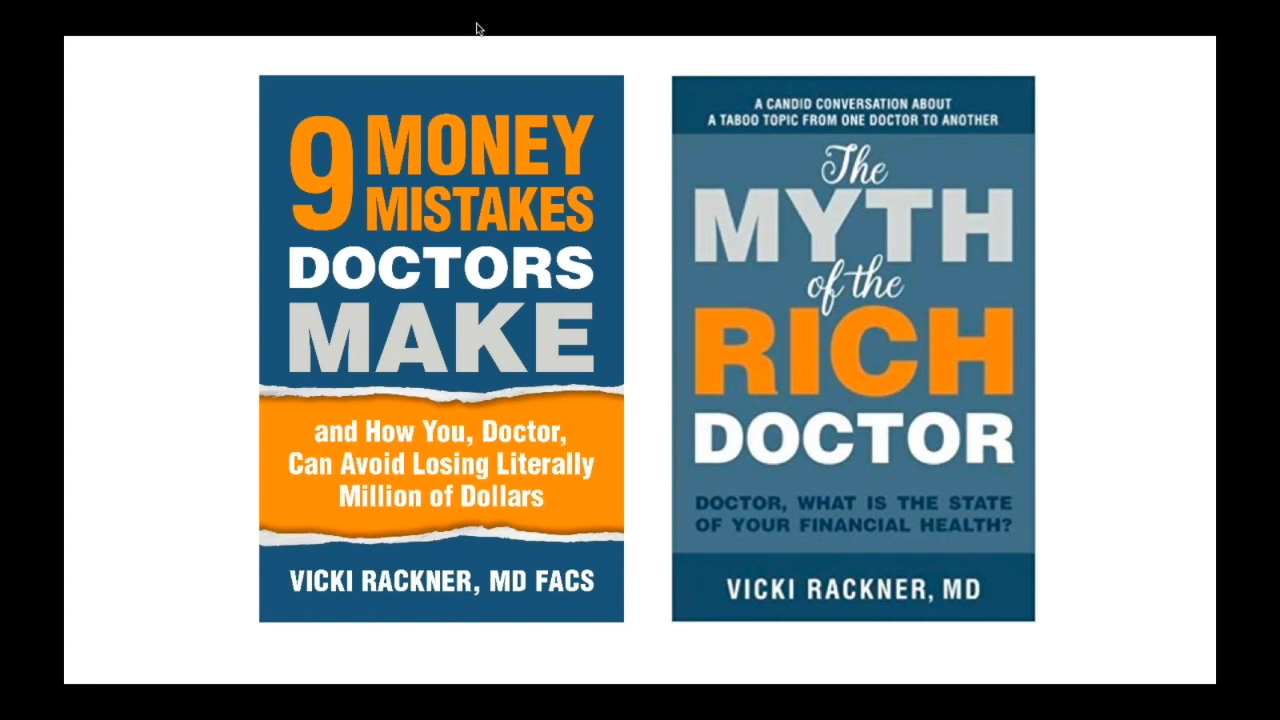 9 MONEY
MISTAKES
DOCTORS
MAKE
and How You, Doctor,
Can Avoid Losing Literally
Million of Dollars
VICKI RACKNER, MD FACS
A CANDID CONVERSATION ABOUT
A TABOO TOPIC FROM ONE DOCTOR TO ANOTHER
The
MYTH
of the
RICH
DOCTOR
DOCTOR, WHAT IS THE STATE
OF YOUR FINANCIAL HEALTH?
VICKI RACKNER, MD